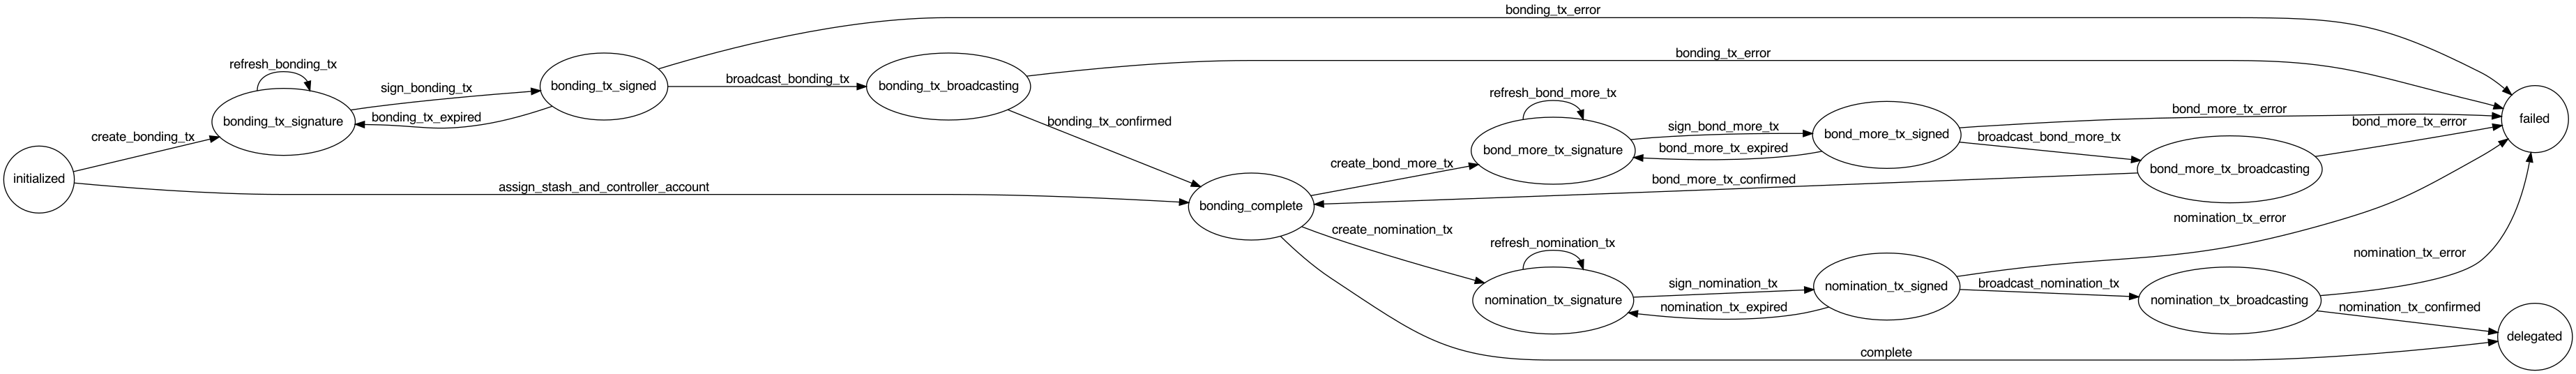 bonding_tx_error
bonding_tx_error
refresh_bonding_tx
bonding_tx_signed
broadcast_bonding_tx
bonding_tx_broadcasting
sign_bonding_tx
bonding_tx_signature
bonding_tx_expired
bonding_tx_confirmed
create_bonding_tx
initialized
assign_stash_and_controller_account
bonding_complete
refresh_bond_more_tx
sign_bond_more_tx
bond_more_tx_signed
bond_more_tx_error
bond_more_tx_error
failed
bond_more_tx_signature
bond_more_tx_expired
broadcast_bond_more_tx
create_bond_more_tx
bond_more_tx_broadcasting
bond_more_tx_confirmed
create_nomination_tx
nomination_tx_error
refresh_nomination_tx
nomination_tx_error
sign_nomination_tx
nomination_tx_signed
broadcast_nomination_tx
nomination_tx_signature
nomination_tx_expired
nomination_tx_broadcasting
nomination_tx_confirmed
delegated
complete